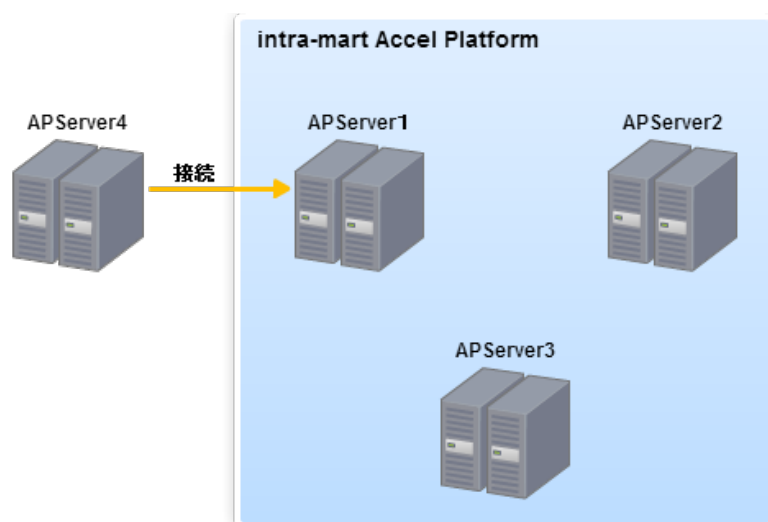 intra-mart Accel Platform
APServer4
APServer1
APServer2
接続
APServer3